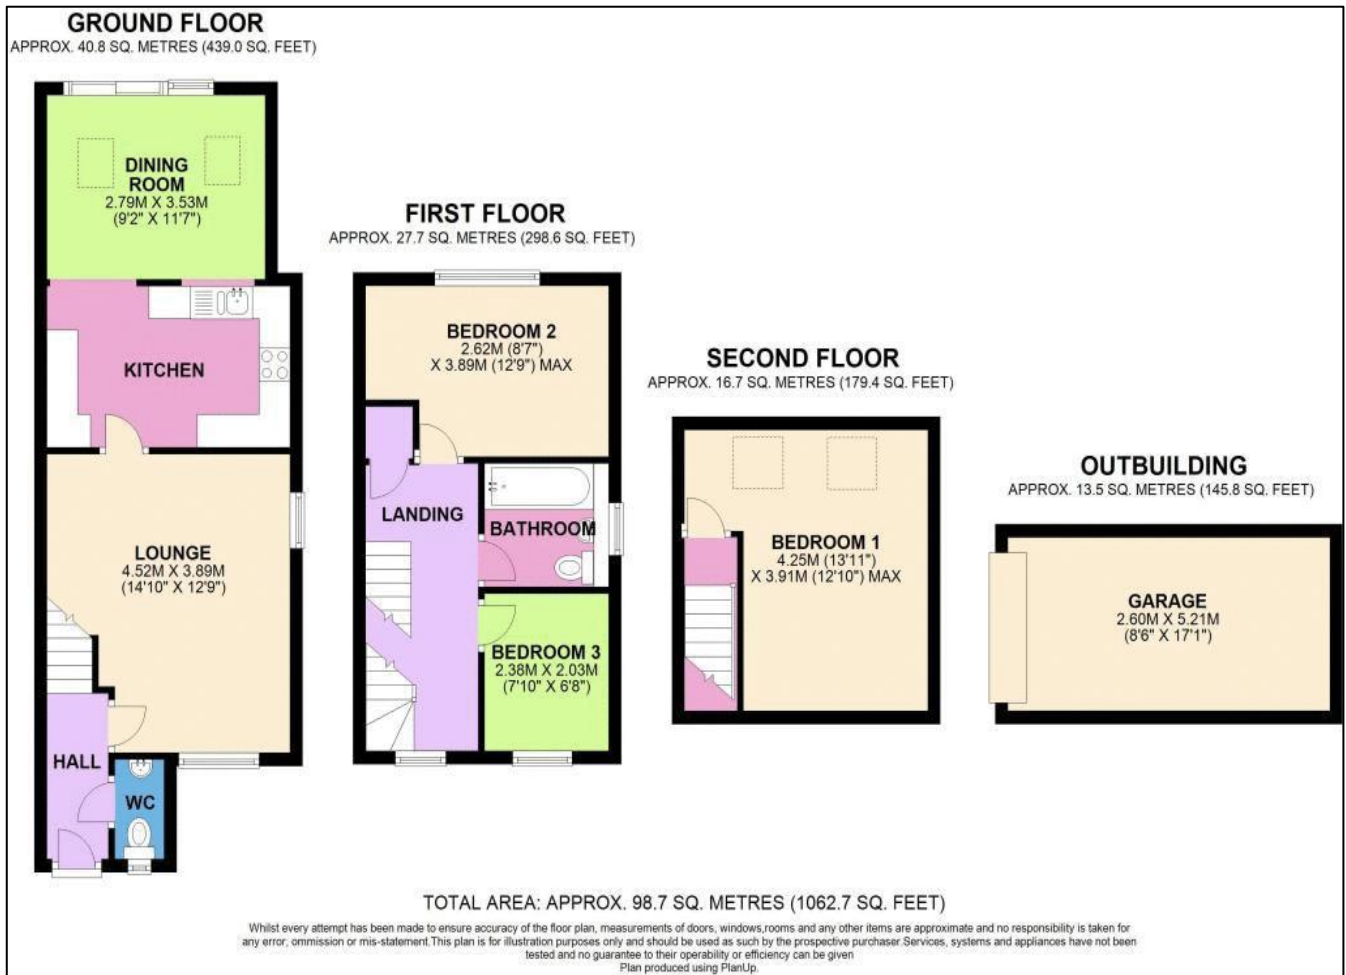 GROUND FLOOR
APPROX. 40.8 SQ. METRES (439.0 SQ. FEET)
DINING
ROOM
2.79M X 3.53M
(9'2" X 11'7")
KITCHEN
LOUNGE
4.52M X 3.89M
(14'10" X 12'9")
HALL
WC
FIRST FLOOR
APPROX. 27.7 SQ. METRES (298.6 SQ. FEET)
BEDROOM 2
2.62M (8'7")
X 3.89M (12'9") MAX
LANDING
BATHROOM
BEDROOM 3
2.38M X 2.03M
(7'10" X 6'8")
SECOND FLOOR
APPROX. 16.7 SQ. METRES (179.4 SQ. FEET)
BEDROOM 1
4.25M (13'11")
X 3.91M (12'10") MAX
OUTBUILDING
APPROX. 13.5 SQ. METRES (145.8 SQ. FEET)
GARAGE
2.60M X 5.21M
(8'6" X 17'1")
TOTAL AREA: APPROX. 98.7 SQ. METRES (1062.7 SQ. FEET)
Whilst every attempt has been made to ensure accuracy of the floor plan, measurements of doors, windows,rooms and any other items are approximate and no responsibility is taken for
any error, ommission or mis-statement.This plan is for illustration purposes only and should be used as such by the prospective purchaser.Services, systems and appliances have not been
tested and no guarantee to their operability or efficiency can be given
Plan produced using PlanUp.